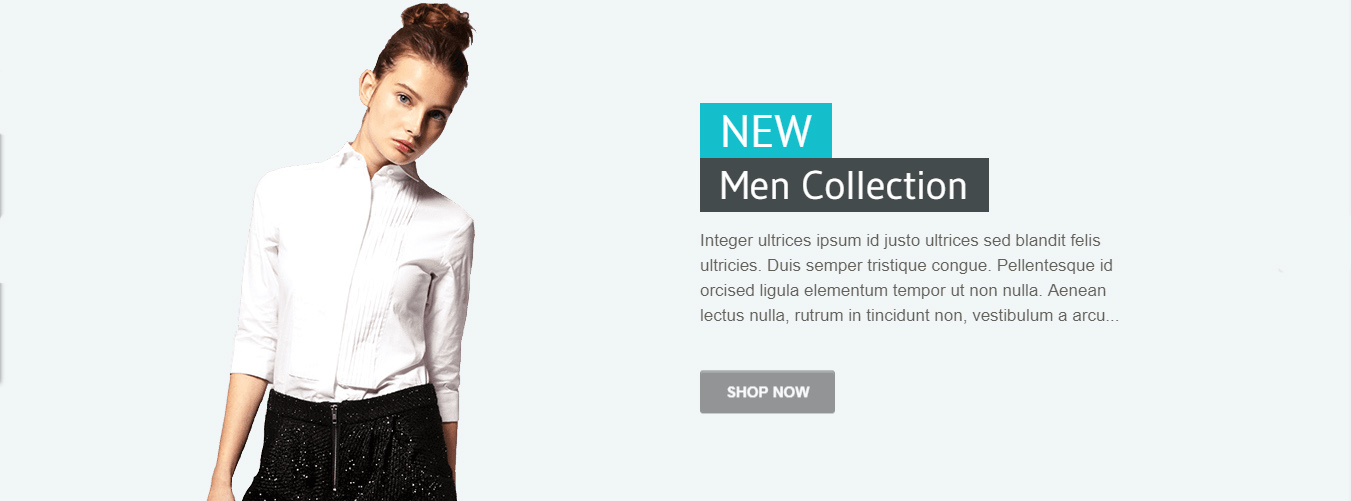 NEW
Men Collection
Integer ultrices ipsum id justo ultrices sed blandit felis
ultricies. Duis semper tristique congue. Pellentesque id
orcised ligula elementum tempor ut non nulla. Aenean
lectus nulla, rutrum in tincidunt non, vestibulum a arcu...
SHOP NOW